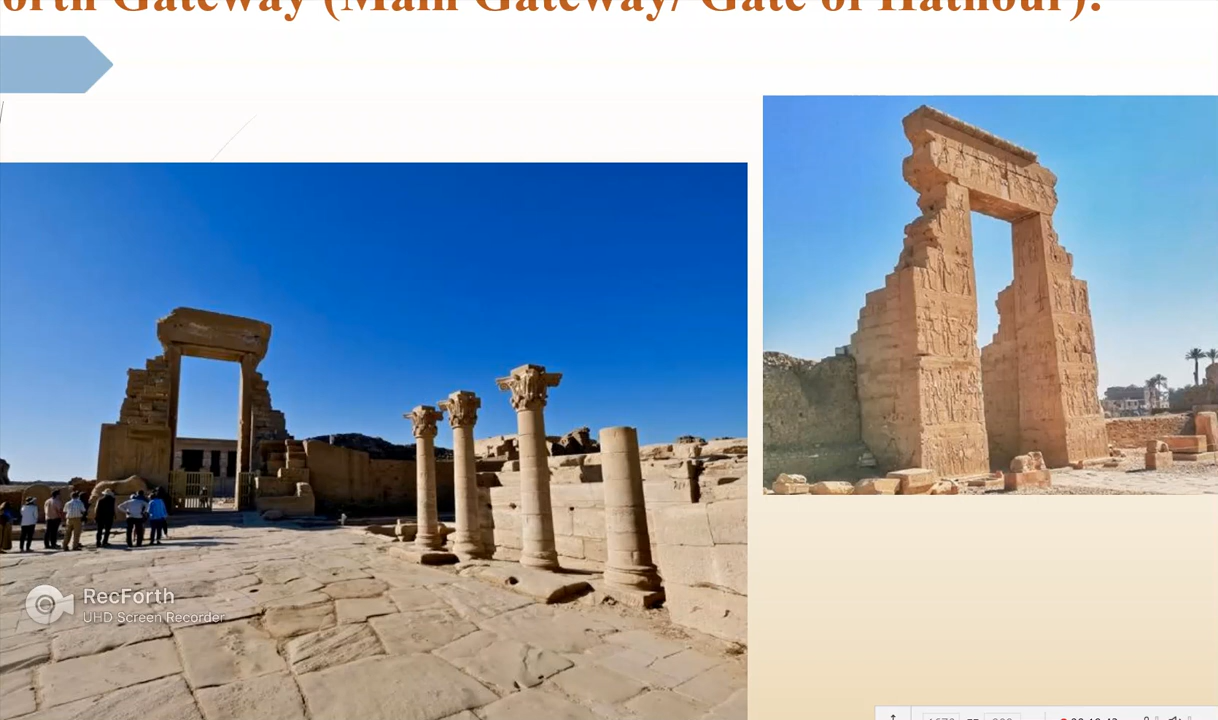 orth Gateway (Main Gateway/ Gate of Hathour):
RecForth
UHD Screen Recorder